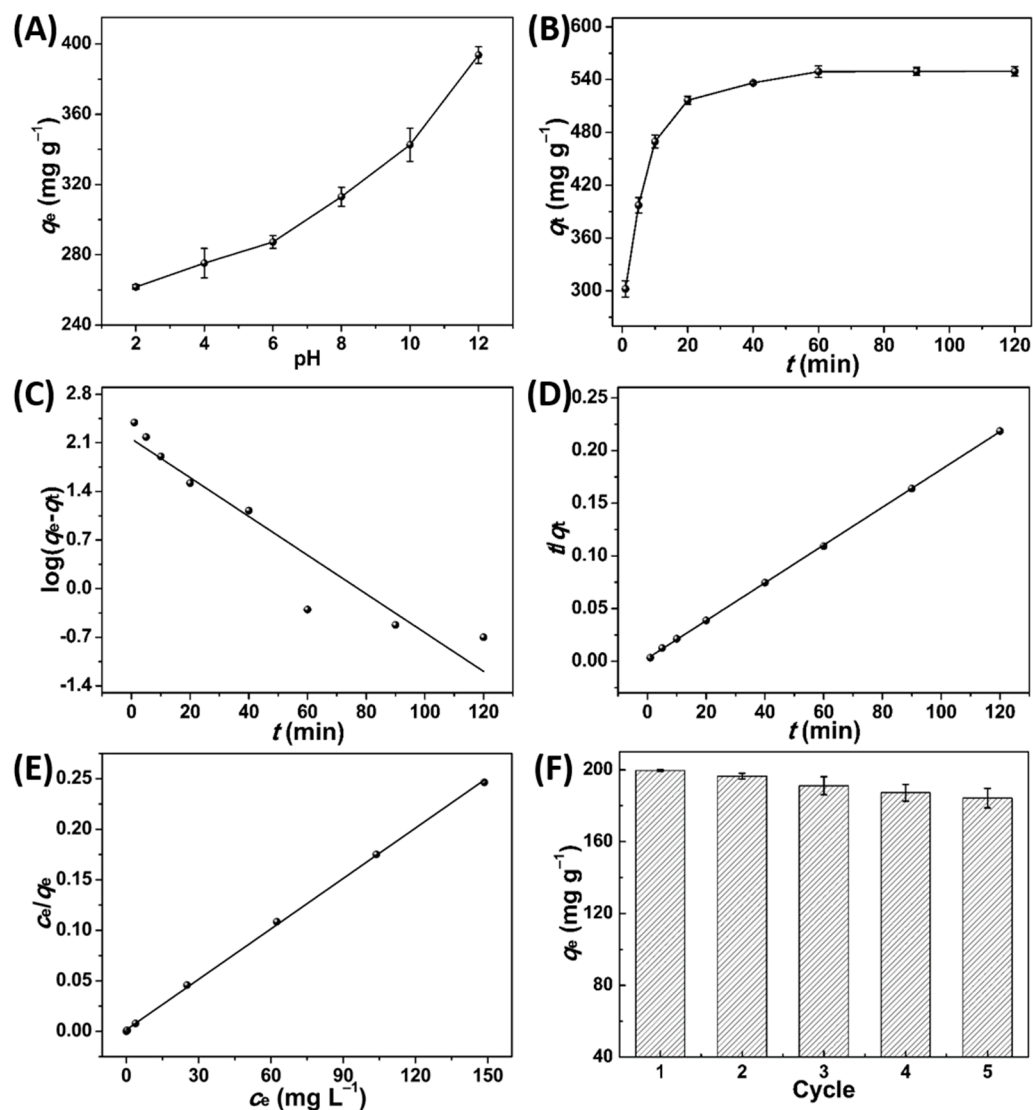 (A)
400
360
320
280
240
qe (mg g⁻¹)
2 4 6 8 10 12
pH
(B)
600
540
480
420
360
300
qt (mg g⁻¹)
0 20 40 60 80 100 120
t (min)
(C)
2.8
2.1
1.4
0.7
0.0
-0.7
-1.4
log(qe-qt)
0 20 40 60 80 100 120
t (min)
(D)
0.25
0.20
0.15
0.10
0.05
0.00
t/qt
0 20 40 60 80 100 120
t (min)
(E)
0.25
0.20
0.15
0.10
0.05
0.00
ce/qe
0 30 60 90 120 150
ce (mg L⁻¹)
(F)
200
160
120
80
40
qe (mg g⁻¹)
1 2 3 4 5
Cycle